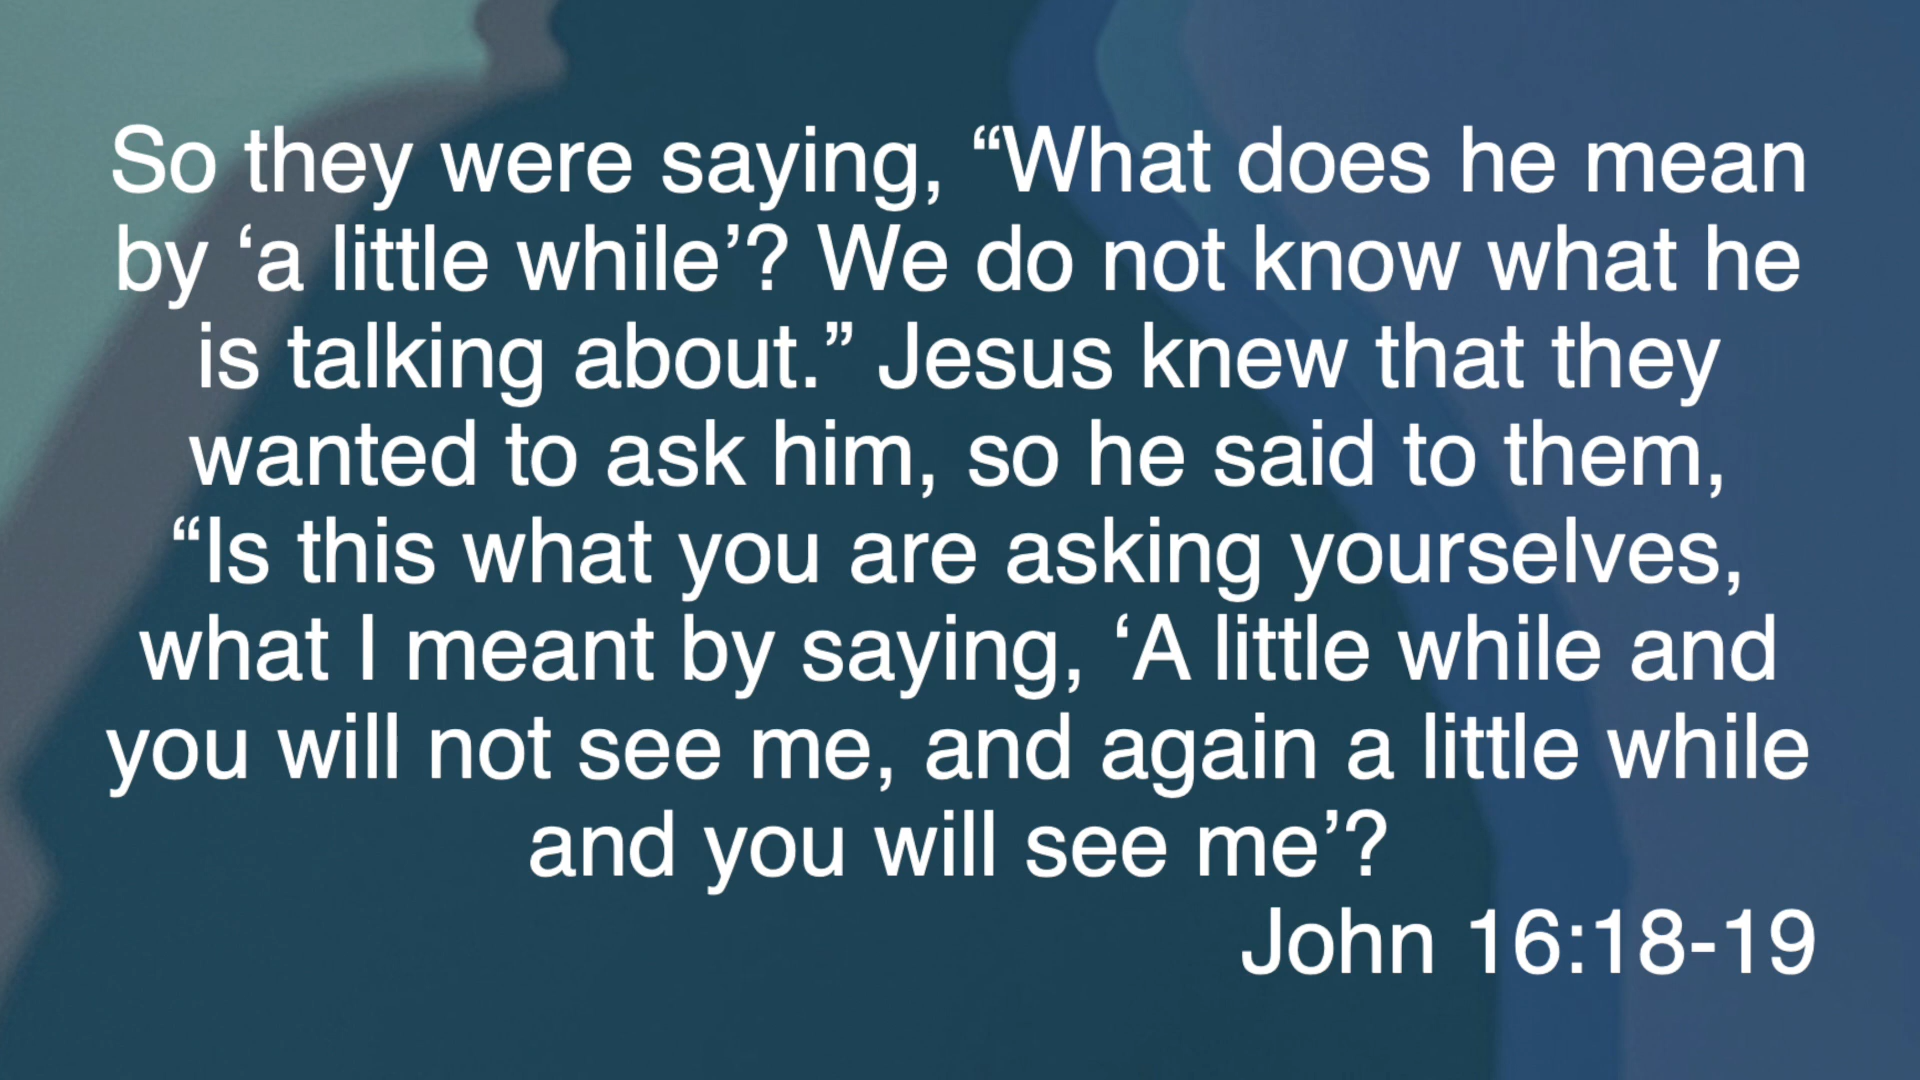 So they were saying, “What does he mean
by ‘a little while’? We do not know what he
is talking about.” Jesus knew that they
wanted to ask him, so he said to them,
“Is this what you are asking yourselves,
what I meant by saying, ‘A little while and
you will not see me, and again a little while
and you will see me’?
John 16:18-19